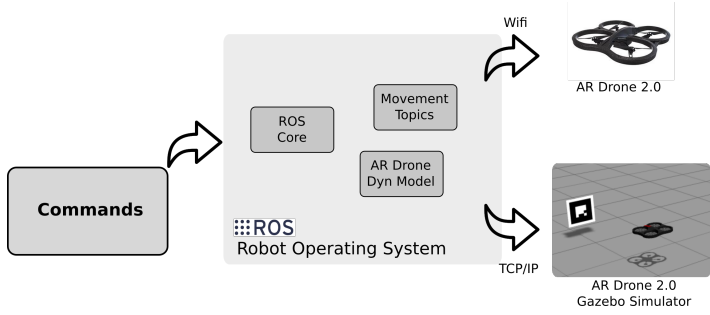 Wifi
AR Drone 2.0
Movement
Topics
ROS
Core
AR Drone
Dyn Model
Commands
ROS
Robot Operating System
TCP/IP
AR Drone 2.0
Gazebo Simulator